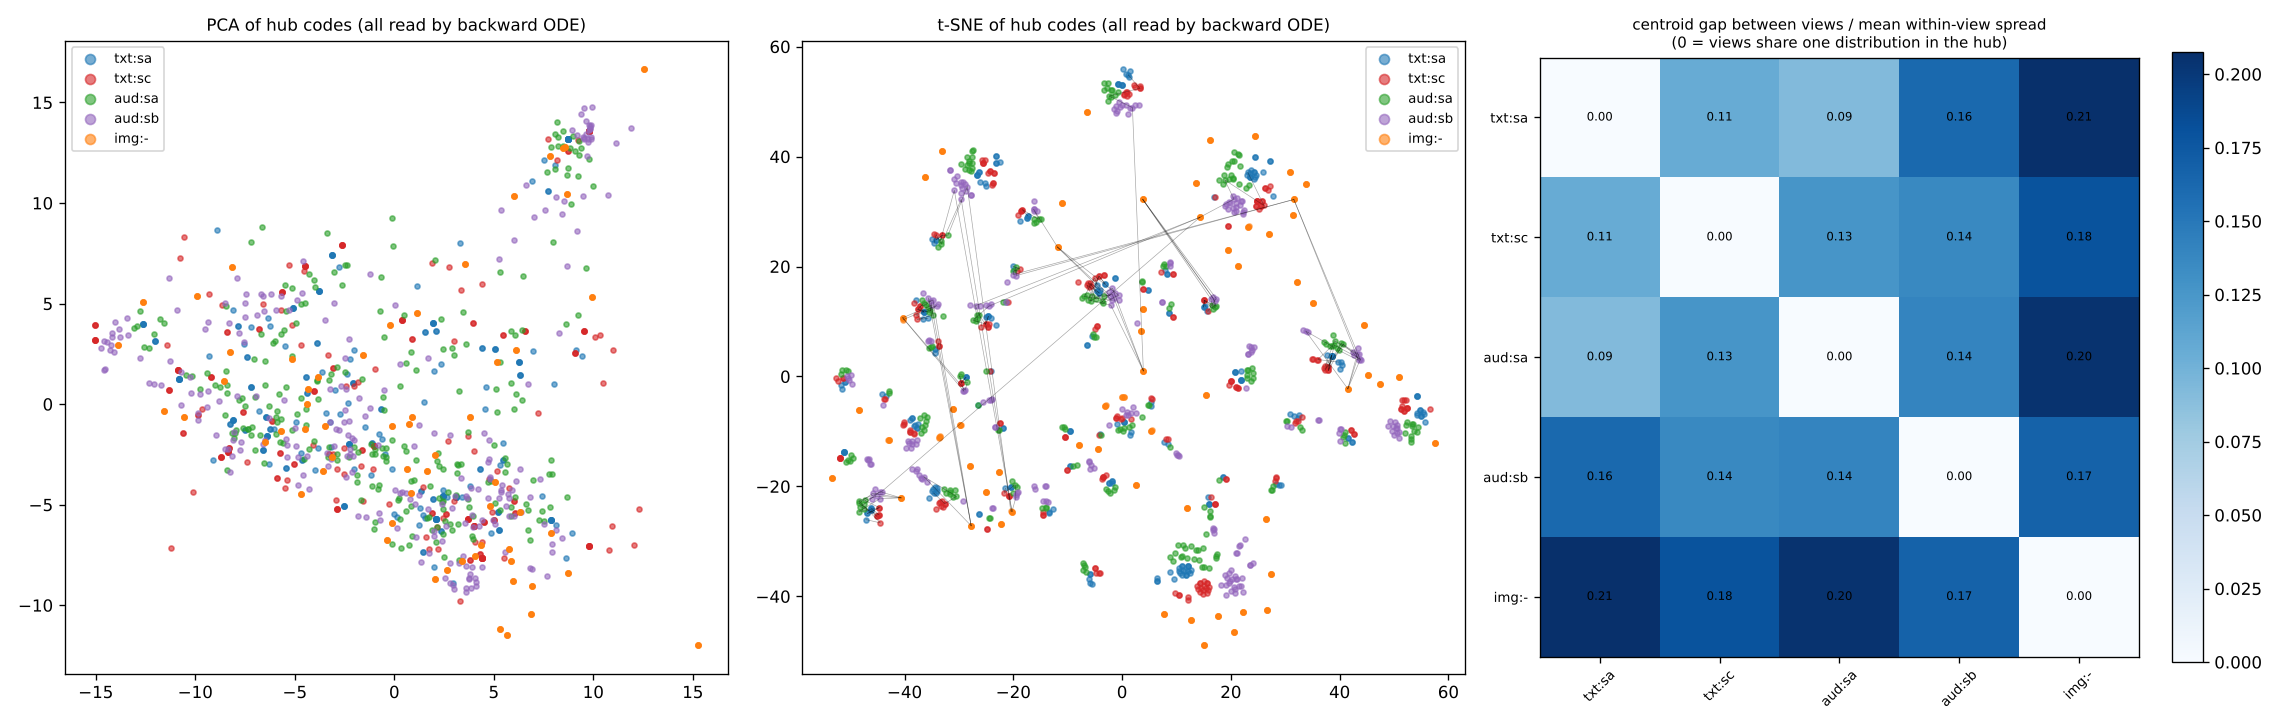 PCA of hub codes (all read by backward ODE)
txt:sa
txt:sc
aud:sa
aud:sb
img:-
15
10
5
0
−5
−10
−15
−10
−5
0
5
10
15
t-SNE of hub codes (all read by backward ODE)
txt:sa
txt:sc
aud:sa
aud:sb
img:-
60
40
20
0
−20
−40
−40
−20
0
20
40
60
centroid gap between views / mean within-view spread
(0 = views share one distribution in the hub)
txt:sa
0.00 0.11 0.09 0.16 0.21
txt:sc
0.11 0.00 0.13 0.14 0.18
aud:sa
0.09 0.13 0.00 0.14 0.20
aud:sb
0.16 0.14 0.14 0.00 0.17
img:-
0.21 0.18 0.20 0.17 0.00
txt:sa
txt:sc
aud:sa
aud:sb
img:-
0.200
0.175
0.150
0.125
0.100
0.075
0.050
0.025
0.000